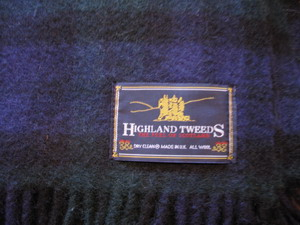 HIGHLAND TWEEDS
DRY CLEAN MADE IN U.K. ALL WOOL